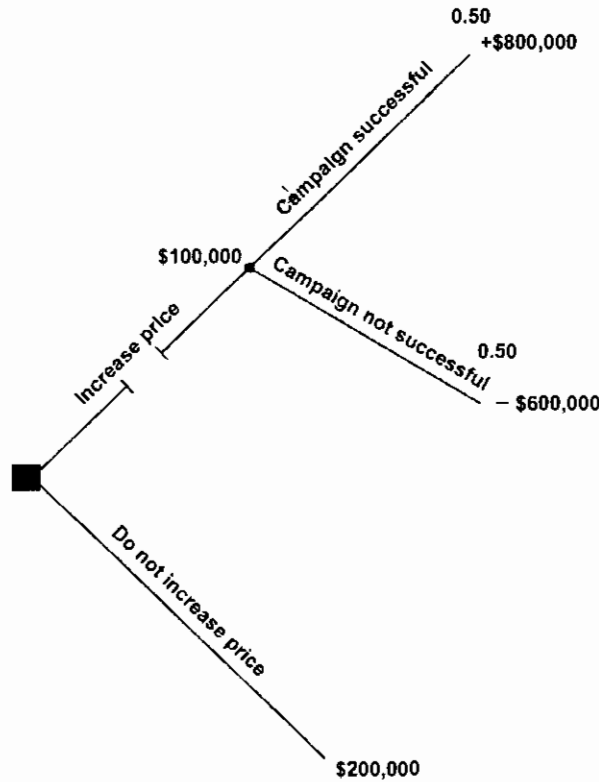 0.50
+$800,000
Campaign successful
$100,000
Campaign not successful
0.50
– $600,000
Increase price
Do not increase price
$200,000